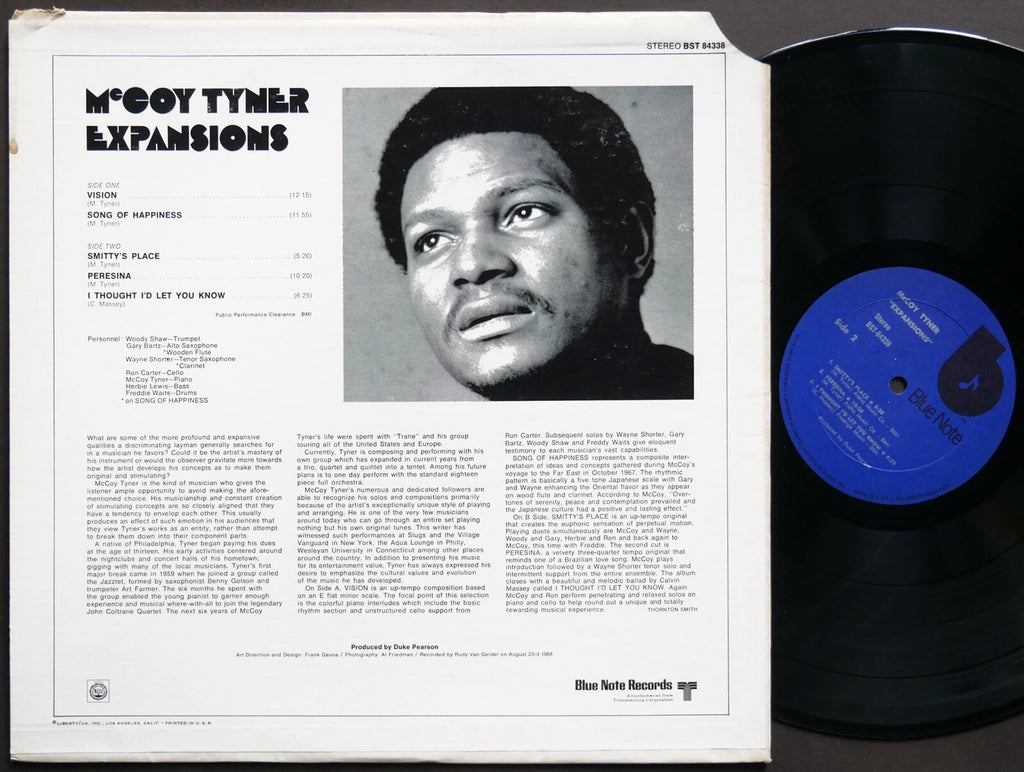 STEREO BST 84338
McCOY TYNER
EXPANSIONS
SIDE ONE
VISION (12:15)
(M. Tyner)
SONG OF HAPPINESS (11:55)
(M. Tyner)
SIDE TWO
SMITTY'S PLACE (5:20)
(M. Tyner)
PERESINA (10:20)
(M. Tyner)
I THOUGHT I'D LET YOU KNOW (6:25)
(C. Massey)
Public Performance Clearance BMI
Personnel: Woody Shaw—Trumpet
Gary Bartz—Alto Saxophone
*Wooden Flute
Wayne Shorter—Tenor Saxophone
*Clarinet
Ron Carter—Cello
McCoy Tyner—Piano
Herbie Lewis—Bass
Freddie Waits—Drums
*on SONG OF HAPPINESS
What are some of the more profound and expansive
qualities a discriminating layman generally searches for
in a musician he favors? Could it be the artist's mastery of
his instrument or would the observer gravitate more towards
how the artist develops his concepts as to make them
original and stimulating?
McCoy Tyner is the kind of musician who gives the
listener ample opportunity to avoid making the afore-
mentioned choice. His musicianship and constant creation
of stimulating concepts are so closely aligned that they
have a tendency to envelop each other. This usually
produces an effect of such emotion in his audiences that
they view Tyner's works as an entity, rather than attempt
to break them down into their component parts.
A native of Philadelphia, Tyner began paying his dues
at the age of thirteen. His early activities centered around
the nightclubs and concert halls of his hometown;
gigging with many of the local musicians. Tyner's first
major break came in 1959 when he joined a group called
the Jazztet, formed by saxophonist Benny Golson and
trumpeter Art Farmer. The six months he spent with
the group enabled the young pianist to garner enough
experience and musical where-with-all to join the legendary
John Coltrane Quartet. The next six years of McCoy
Tyner's life were spent with "Trane" and his group
touring all of the United States and Europe.
Currently, Tyner is composing and performing with his
own group which has expanded in current years from
a trio, quartet and quintet into a tentet. Among his future
plans is to one day perform with the standard eighteen
piece full orchestra.
McCoy Tyner's numerous and dedicated followers are
able to recognize his solos and compositions primarily
because of the artist's exceptionally unique style of playing
and arranging. He is one of the very few musicians
around today who can go through an entire set playing
nothing but his own original tunes. This writer has
witnessed such performances at Slugs and the Village
Vanguard in New York, the Aqua Lounge in Philly,
Wesleyan University in Connecticut among other places
around the country. In addition to presenting his music
for its entertainment value, Tyner has always expressed his
desire to emphasize the cultural values and evolution
of the music he has developed.
On Side A, VISION is an up-tempo composition based
on an E flat minor scale. The focal point of this selection
is the colorful piano interludes which include the basic
rhythm section and unstructured cello support from
Ron Carter. Subsequent solos by Wayne Shorter, Gary
Bartz, Woody Shaw and Freddy Waits give eloquent
testimony to each musician's vast capabilities.
SONG OF HAPPINESS represents a composite inter-
pretation of ideas and concepts gathered during McCoy's
voyage to the Far East in October 1967. The rhythmic
pattern is basically a five tone Japanese scale with Gary
and Wayne enhancing the Oriental flavor as they appear
on wood flute and clarinet. According to McCoy, "Over-
tones of serenity, peace and contemplation prevailed and
the Japanese culture had a positive and lasting effect."
On B Side, SMITTY'S PLACE is an up-tempo original
that creates the euphoric sensation of perpetual motion.
Playing duets simultaneously are McCoy and Wayne,
Woody and Gary, Herbie and Ron and back again to
McCoy, this time with Freddie. The second cut is
PERESINA, a velvety three-quarter tempo original that
reminds one of a Brazilian love song, McCoy plays
introduction followed by a Wayne Shorter tenor solo and
intermittent support from the entire ensemble. The album
closes with a beautiful and melodic ballad by Calvin
Massey called I THOUGHT I'D LET YOU KNOW. Again
McCoy and Ron perform penetrating and relaxed solos on
piano and cello to help round out a unique and totally
rewarding musical experience. THORNTON SMITH
Produced by Duke Pearson
Art Direction and Design: Frank Gauna / Photography: Al Friedman / Recorded by Rudy Van Gelder on August 23rd 1968
Blue Note Records
Entertainment from
Transamerica Corporation
© LIBERTY/UA, INC., LOS ANGELES, CALIF. • PRINTED IN U.S.A.
McCOY TYNER
"EXPANSIONS"
Stereo
BST-84338
Side 2
1. SMITTY'S PLACE
2. PERESINA
3. I THOUGHT I'D LET YOU KNOW
Produced by Duke Pearson
Blue Note